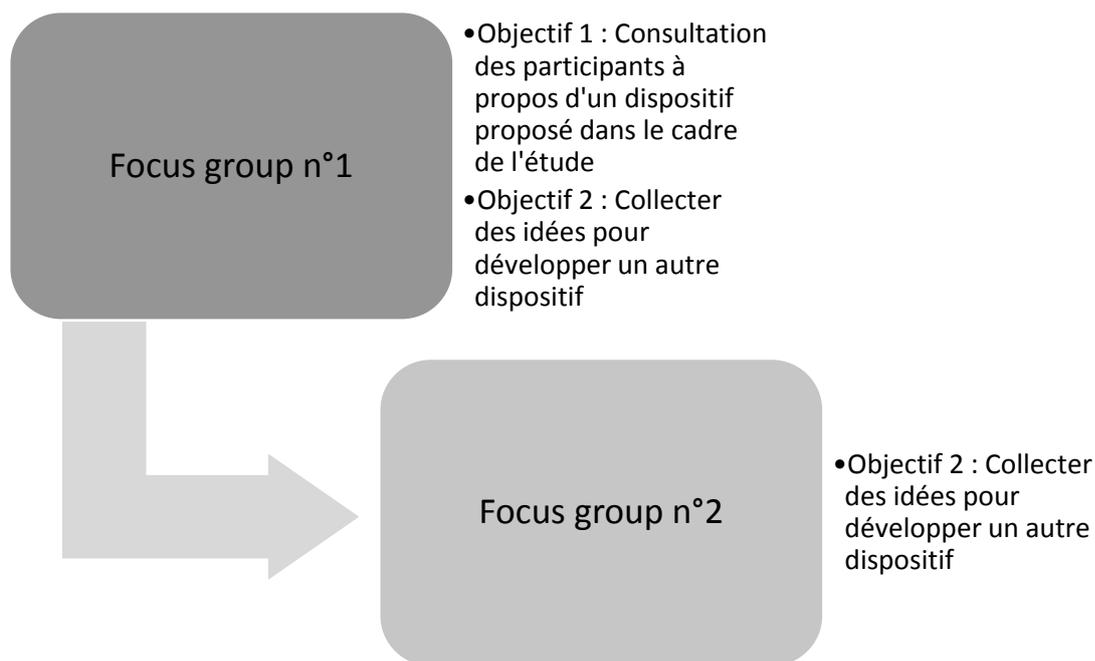 Focus group n°1
•Objectif 1 : Consultation
des participants à
propos d'un dispositif
proposé dans le cadre
de l'étude
•Objectif 2 : Collecter
des idées pour
développer un autre
dispositif
Focus group n°2
•Objectif 2 : Collecter
des idées pour
développer un autre
dispositif